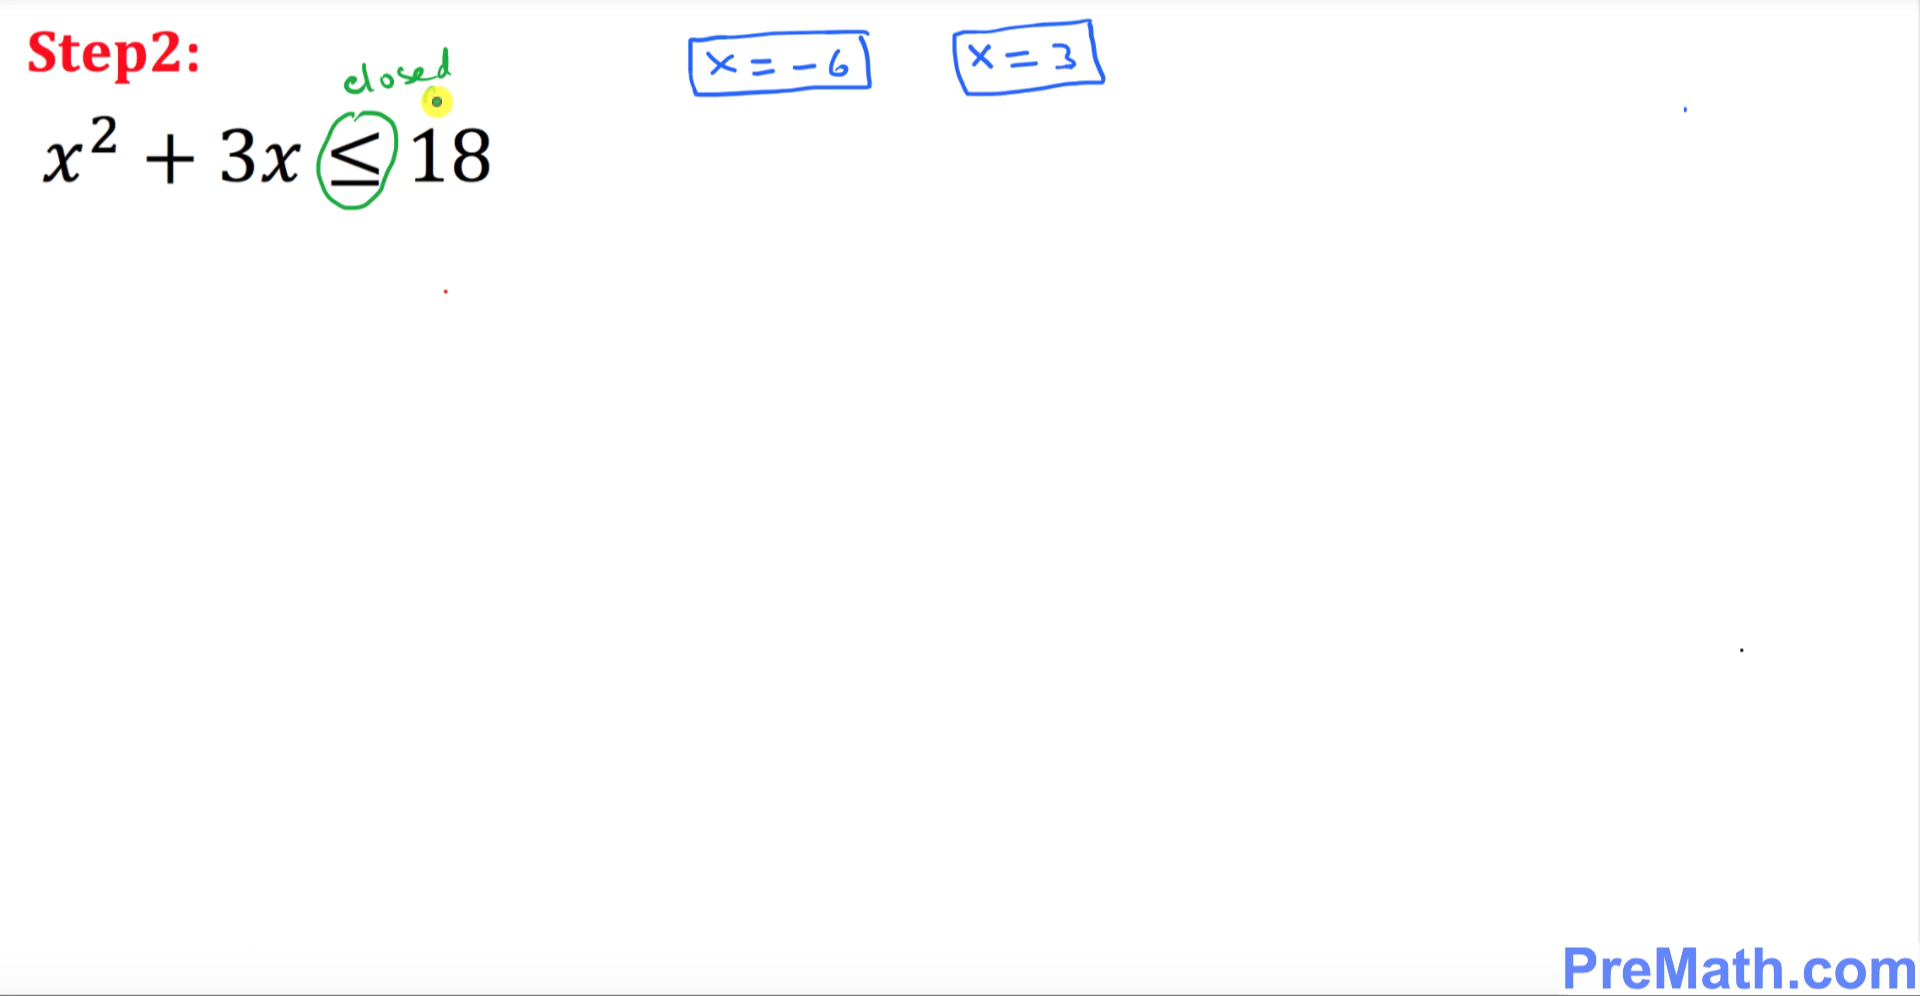 Step2:
closed
x² + 3x ≤ 18
x = -6
x = 3
PreMath.com